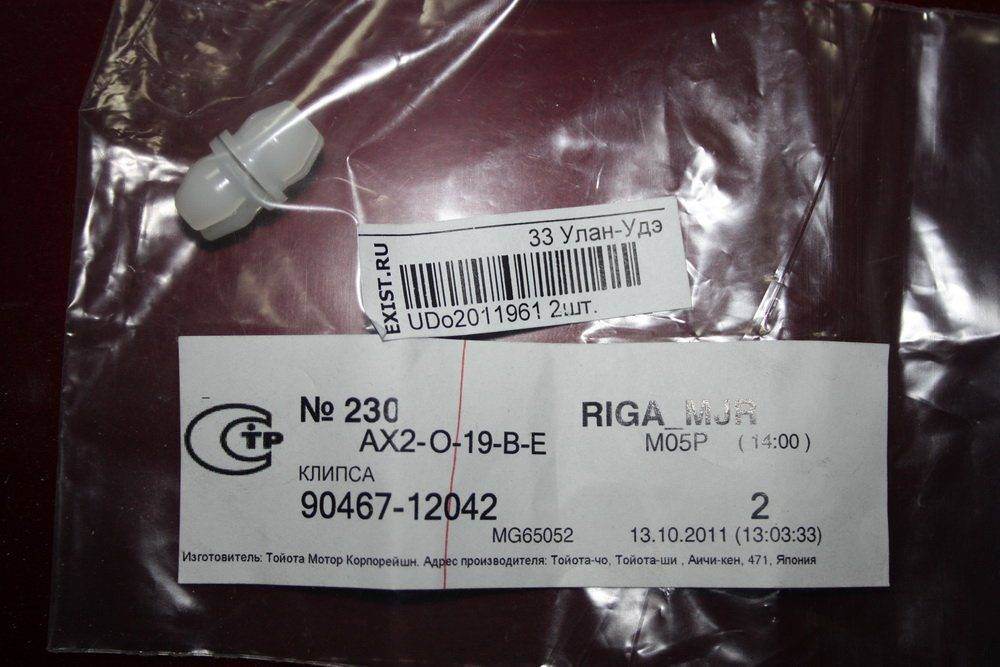 33 Улан-Удэ
EXIST.RU
UDo2011961 2шт.
№ 230
RIGA_MJR
AX2-O-19-B-E
M05P (14:00)
СТР
КЛИПСА
90467-12042
2
MG65052
13.10.2011 (13:03:33)
Изготовитель: Тойота Мотор Корпорейшн. Адрес производителя: Тойота-чо, Тойота-ши , Аичи-кен, 471, Япония